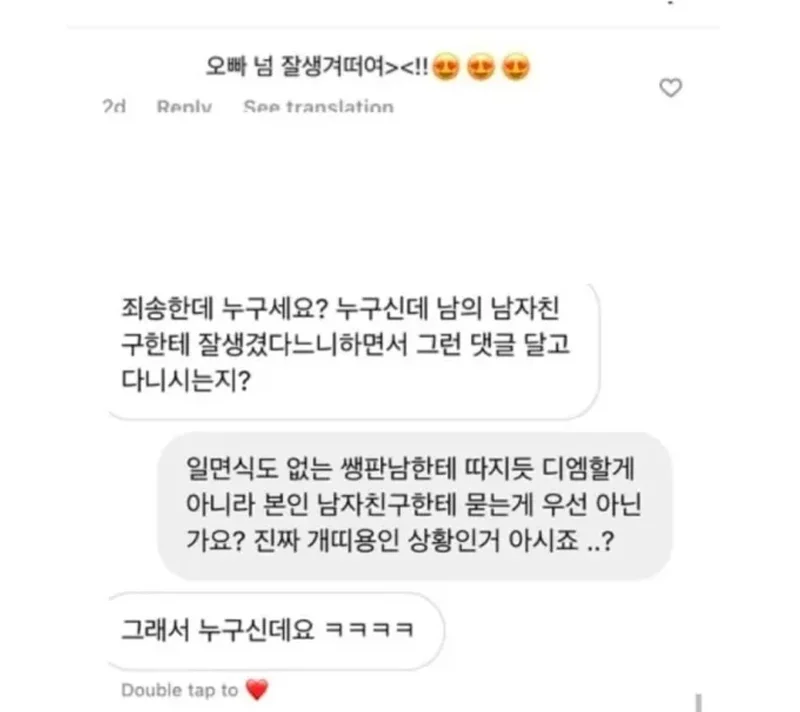 오빠 넘 잘생겨떠여><!!😍😍😍
2d Reply See translation
죄송한데 누구세요? 누구신데 남의 남자친
구한테 잘생겼다느니하면서 그런 댓글 달고
다니시는지?
일면식도 없는 쌩판남한테 따지듯 디엠할게
아니라 본인 남자친구한테 묻는게 우선 아닌
가요? 진짜 개띠용인 상황인거 아시죠 ..?
그래서 누구신데요 ㅋㅋㅋㅋ
Double tap to ❤️